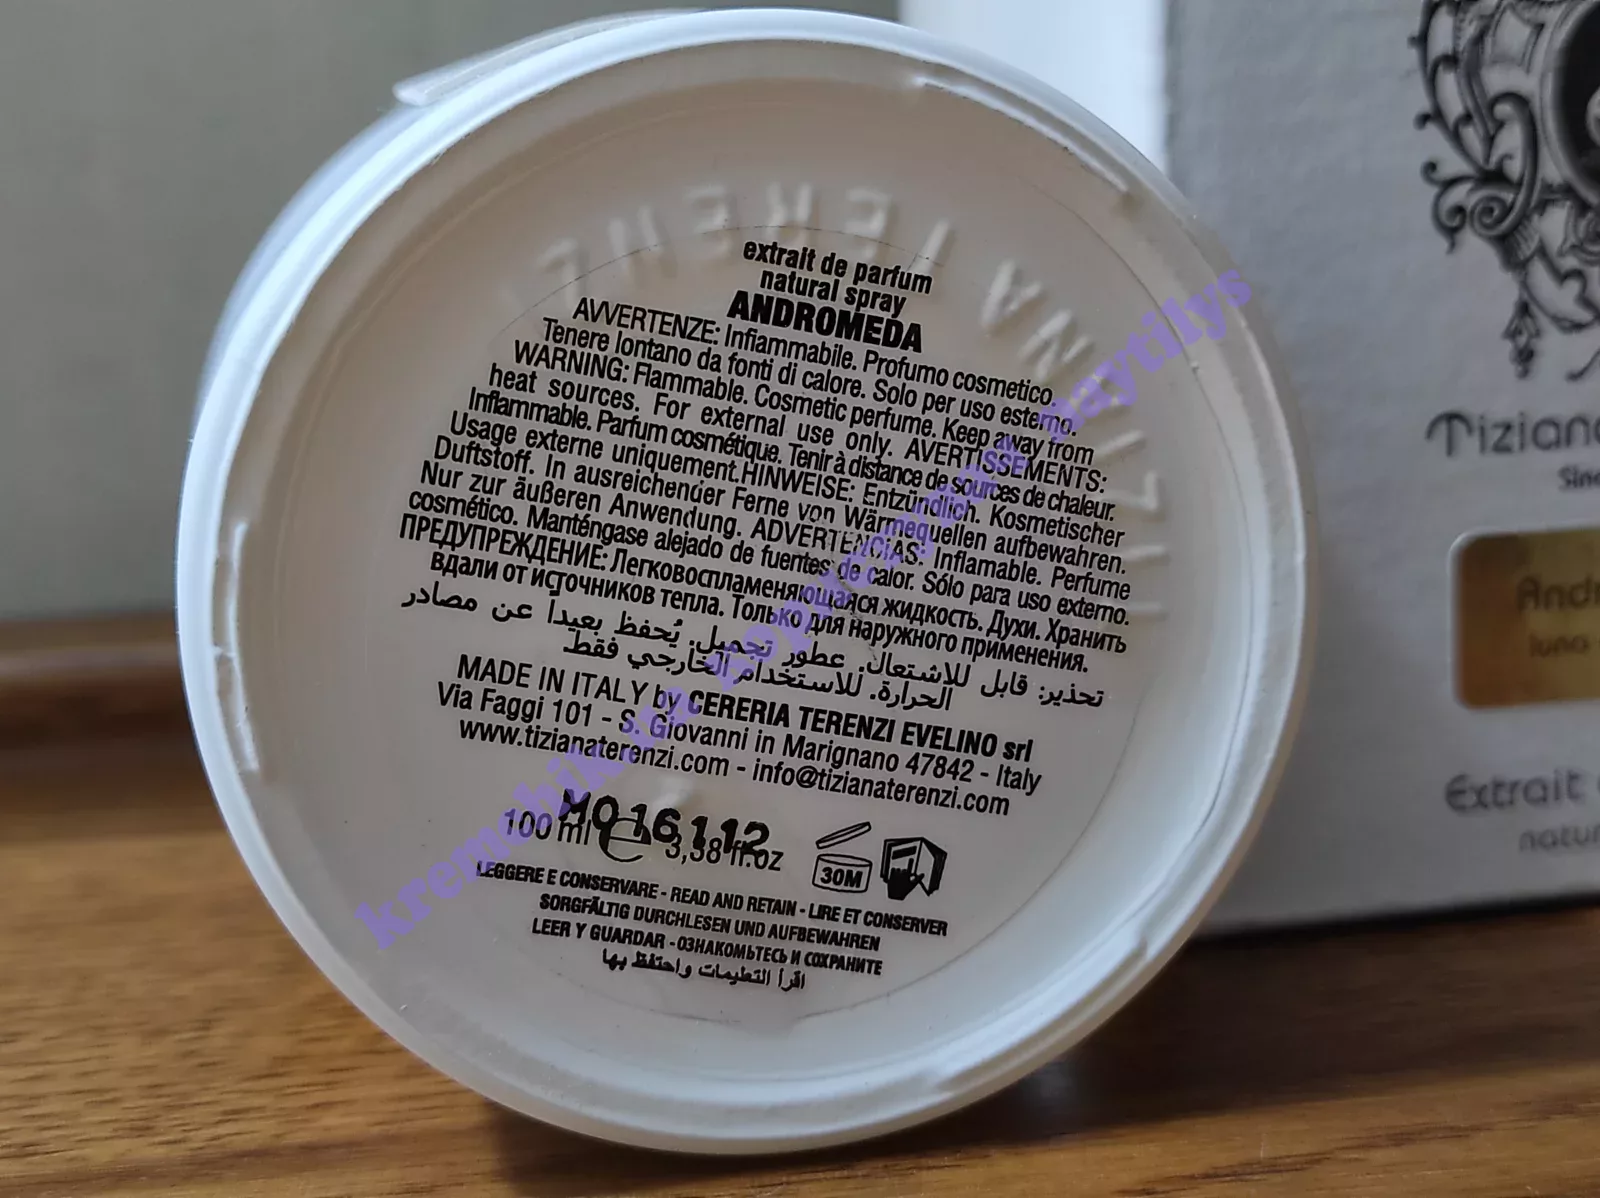 TIZIANA TERENZI
extrait de parfum
natural spray
ANDROMEDA
AVVERTENZE: Infiammabile. Profumo cosmetico.
Tenere lontano da fonti di calore. Solo per uso esterno.
WARNING: Flammable. Cosmetic perfume. Keep away from
heat sources. For external use only. AVERTISSEMENTS:
Inflammable. Parfum cosmétique. Tenir à distance de sources de chaleur.
Usage externe uniquement.HINWEISE: Entzündlich. Kosmetischer
Duftstoff. In ausreichender Ferne von Wärmequellen aufbewahren.
Nur zur äußeren Anwendung. ADVERTENCIAS: Inflamable. Perfume
cosmético. Manténgase alejado de fuentes de calor. Sólo para uso externo.
ПРЕДУПРЕЖДЕНИЕ: Легковоспламеняющаяся жидкость. Духи. Хранить
вдали от источников тепла. Только для наружного применения.
تحذير: قابل للاشتعال. عطور تجميل. يُحفظ بعيداً عن مصادر
الحرارة. للاستخدام الخارجي فقط
MADE IN ITALY by CERERIA TERENZI EVELINO srl
Via Faggi 101 - S. Giovanni in Marignano 47842 - Italy
www.tizianaterenzi.com - info@tizianaterenzi.com
MO 16112
100 ml e 3,38 fl.oz
30M
LEGGERE E CONSERVARE - READ AND RETAIN - LIRE ET CONSERVER
SORGFÄLTIG DURCHLESEN UND AUFBEWAHREN
LEER Y GUARDAR - ОЗНАКОМЬТЕСЬ И СОХРАНИТЕ
اقرأ التعليمات واحتفظ بها
Tiziana
Extrait